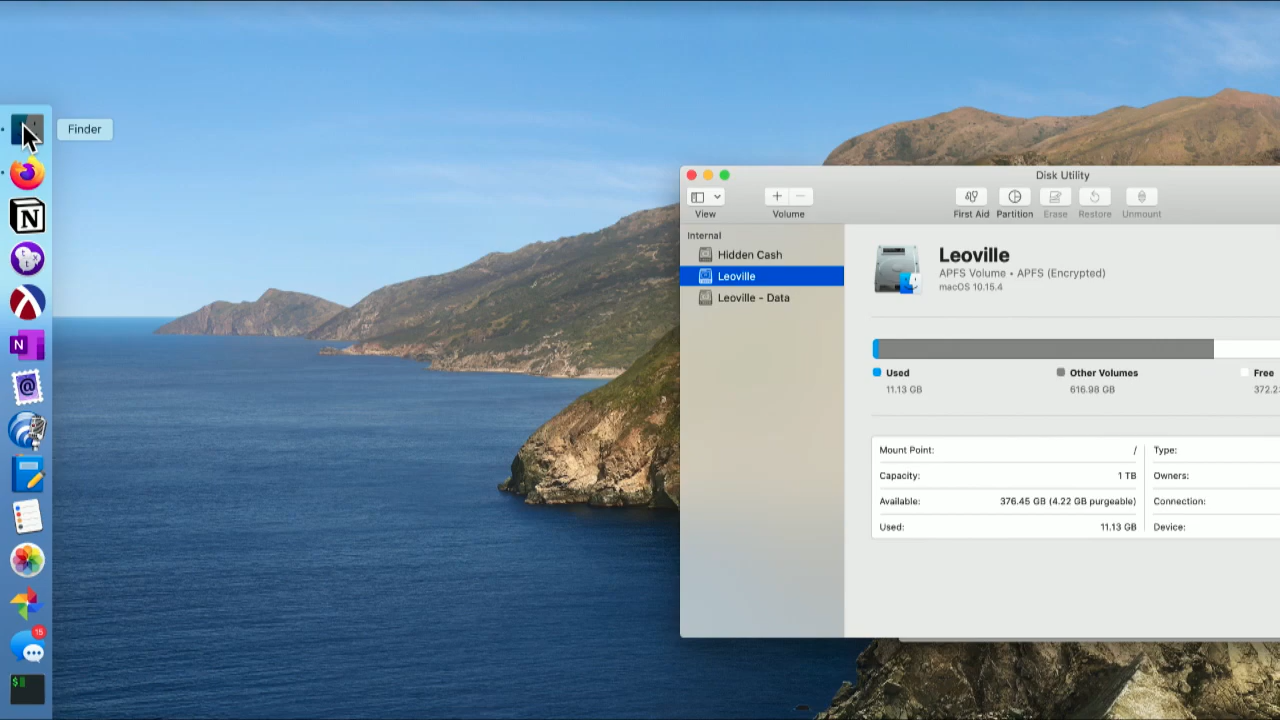 Finder
Disk Utility
View
Volume
First Aid
Partition
Erase
Restore
Unmount
Internal
Hidden Cash
Leoville
Leoville - Data
Leoville
APFS Volume • APFS (Encrypted)
macOS 10.15.4
Used
11.13 GB
Other Volumes
616.98 GB
Free
372.2
Mount Point: /
Type:
Capacity: 1 TB
Owners:
Available: 376.45 GB (4.22 GB purgeable)
Connection:
Used: 11.13 GB
Device:
N
N
@
15
$